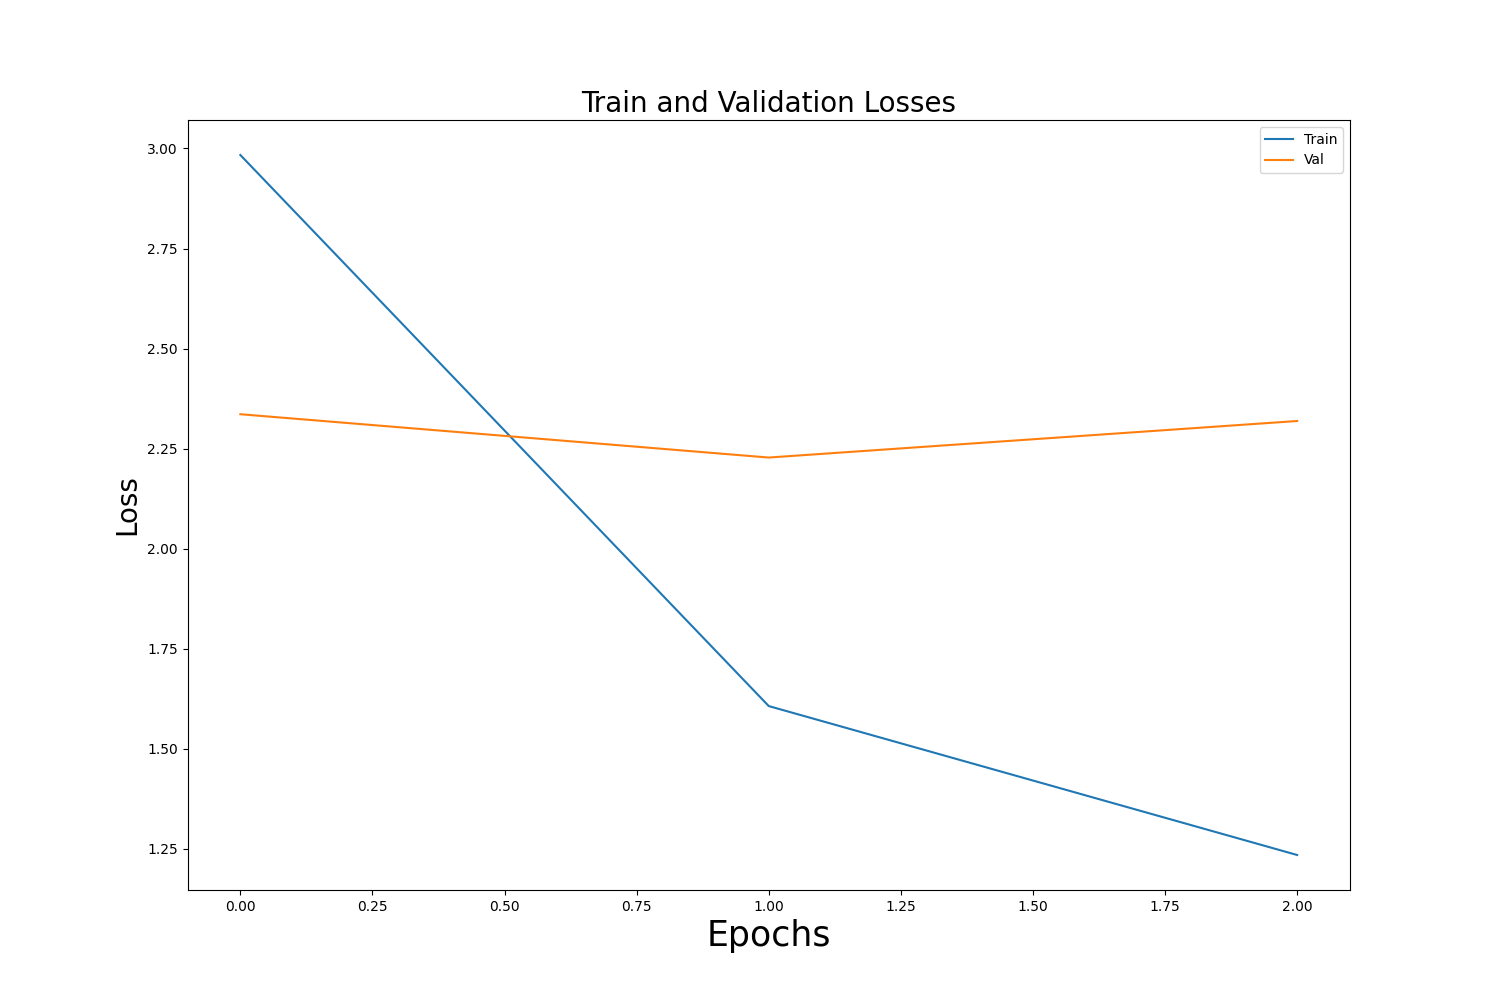 Train and Validation Losses
Train
Val
3.00
2.75
2.50
2.25
2.00
1.75
1.50
1.25
Loss
0.00 0.25 0.50 0.75 1.00 1.25 1.50 1.75 2.00
Epochs